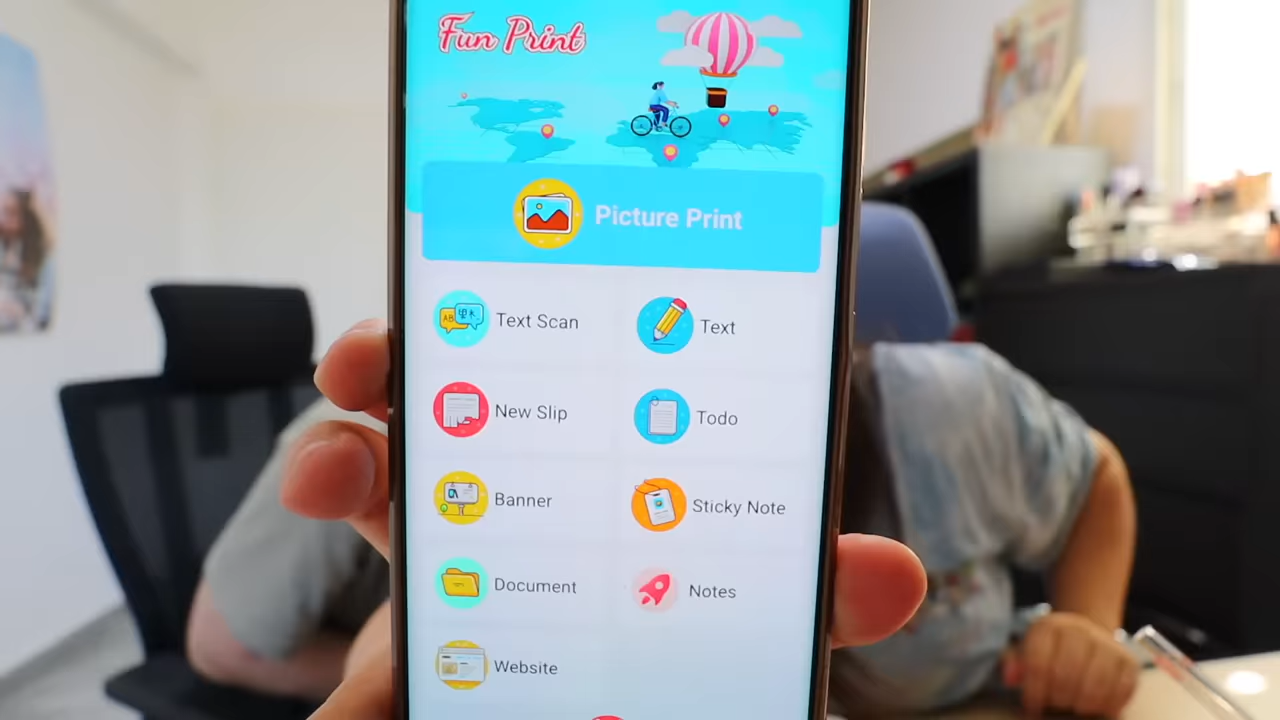 Fun Print
Picture Print
Text Scan
Text
New Slip
Todo
Banner
Sticky Note
Document
Notes
Website